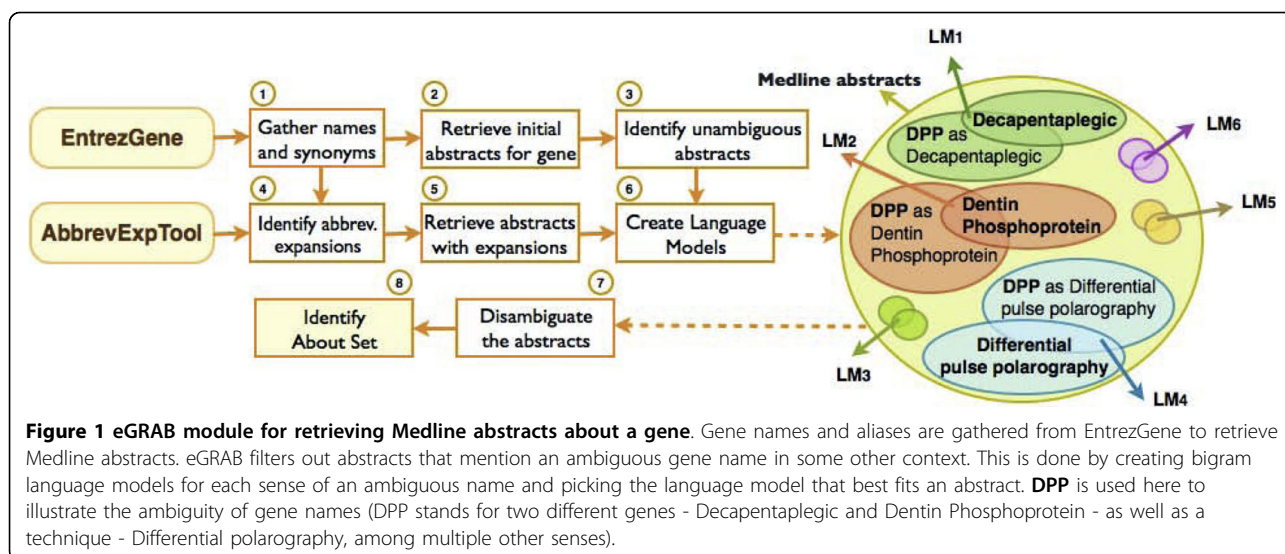 EntrezGene
1
Gather names
and synonyms
2
Retrieve initial
abstracts for gene
3
Identify unambiguous
abstracts
AbbrevExpTool
4
Identify abbrev.
expansions
5
Retrieve abstracts
with expansions
6
Create Language
Models
8
Identify
About Set
7
Disambiguate
the abstracts
Medline abstracts
LM1
Decapentaplegic
DPP as
Decapentaplegic
LM2
DPP as
Dentin
Phosphoprotein
Dentin
Phosphoprotein
LM6
LM5
DPP as Differential
pulse polarography
Differential
pulse polarography
LM3
LM4
Figure 1 eGRAB module for retrieving Medline abstracts about a gene. Gene names and aliases are gathered from EntrezGene to retrieve
Medline abstracts. eGRAB filters out abstracts that mention an ambiguous gene name in some other context. This is done by creating bigram
language models for each sense of an ambiguous name and picking the language model that best fits an abstract. DPP is used here to
illustrate the ambiguity of gene names (DPP stands for two different genes - Decapentaplegic and Dentin Phosphoprotein - as well as a
technique - Differential polarography, among multiple other senses).